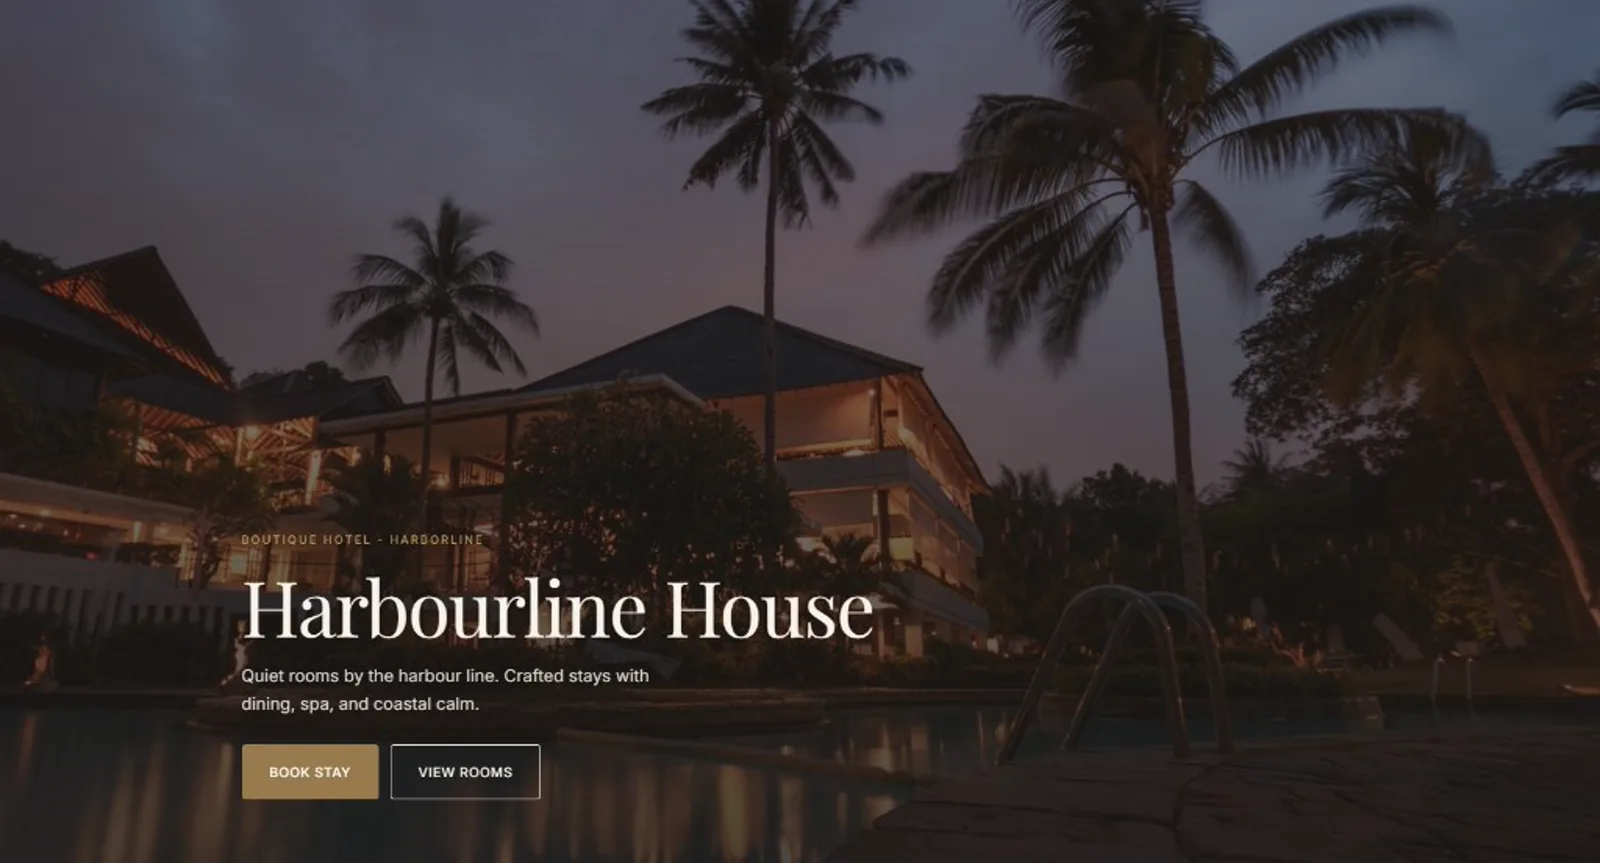 BOUTIQUE HOTEL - HARBORLINE
Harbourline House
Quiet rooms by the harbour line. Crafted stays with
dining, spa, and coastal calm.
BOOK STAY
VIEW ROOMS